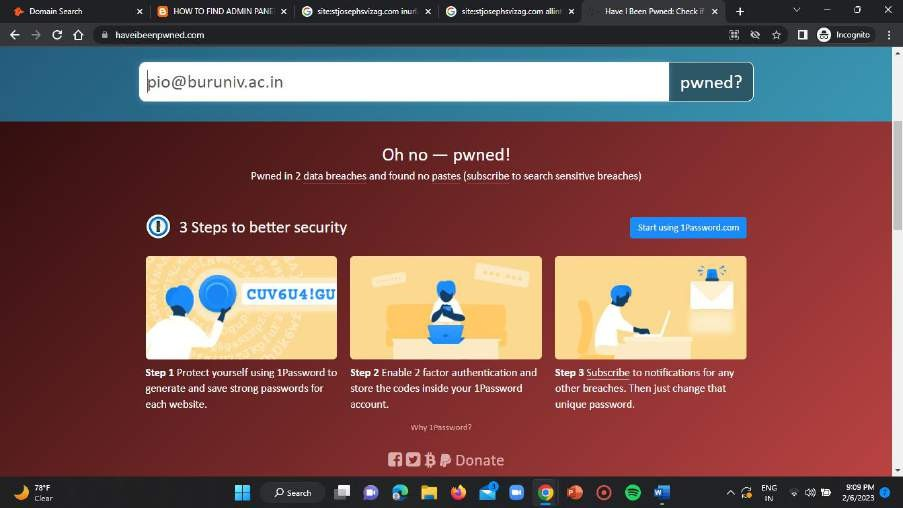 Domain Search
HOW TO FIND ADMIN PANE
site:stjosephsvizag.com inurl
site:stjosephsvizag.com allint
Have I Been Pwned: Check if
haveibeenpwned.com
Incognito
pio@buruniv.ac.in
pwned?
Oh no — pwned!
Pwned in 2 data breaches and found no pastes (subscribe to search sensitive breaches)
3 Steps to better security
Start using 1Password.com
CUV6U4!GU
Step 1 Protect yourself using 1Password to
generate and save strong passwords for
each website.
Step 2 Enable 2 factor authentication and
store the codes inside your 1Password
account.
Step 3 Subscribe to notifications for any
other breaches. Then just change that
unique password.
Why 1Password?
Donate
78°F
Clear
Search
ENG
IN
9:09 PM
2/6/2023